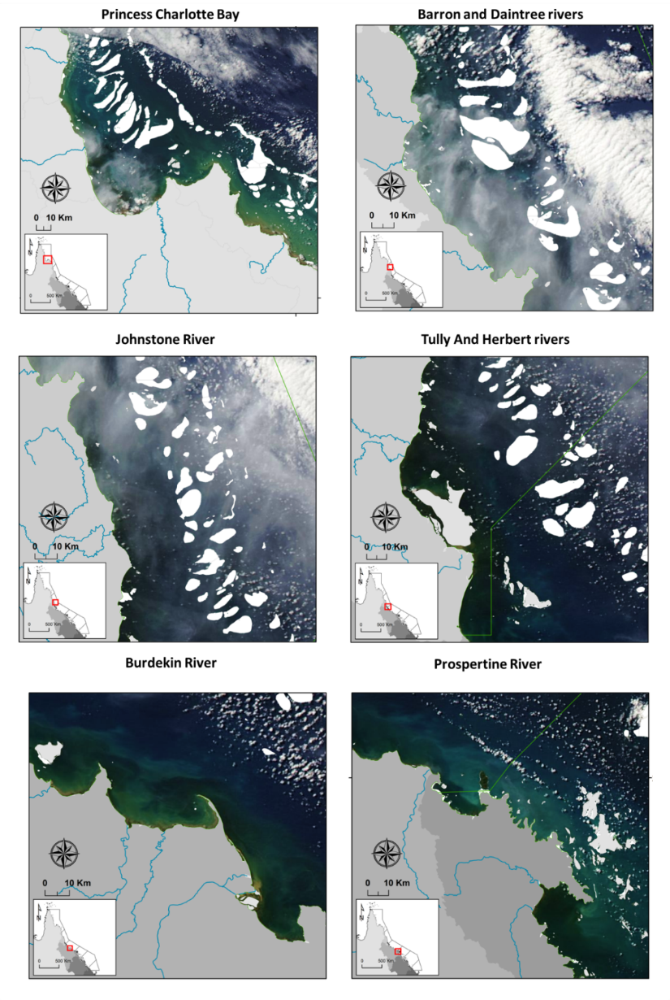 Princess Charlotte Bay
Barron and Daintree rivers
0 10 Km
N
0 500 Km
0 10 Km
N
0 500 Km
Johnstone River
Tully And Herbert rivers
0 10 Km
N
0 500 Km
0 10 Km
N
0 500 Km
Burdekin River
Prospertine River
0 10 Km
N
0 500 Km
0 10 Km
N
0 500 Km